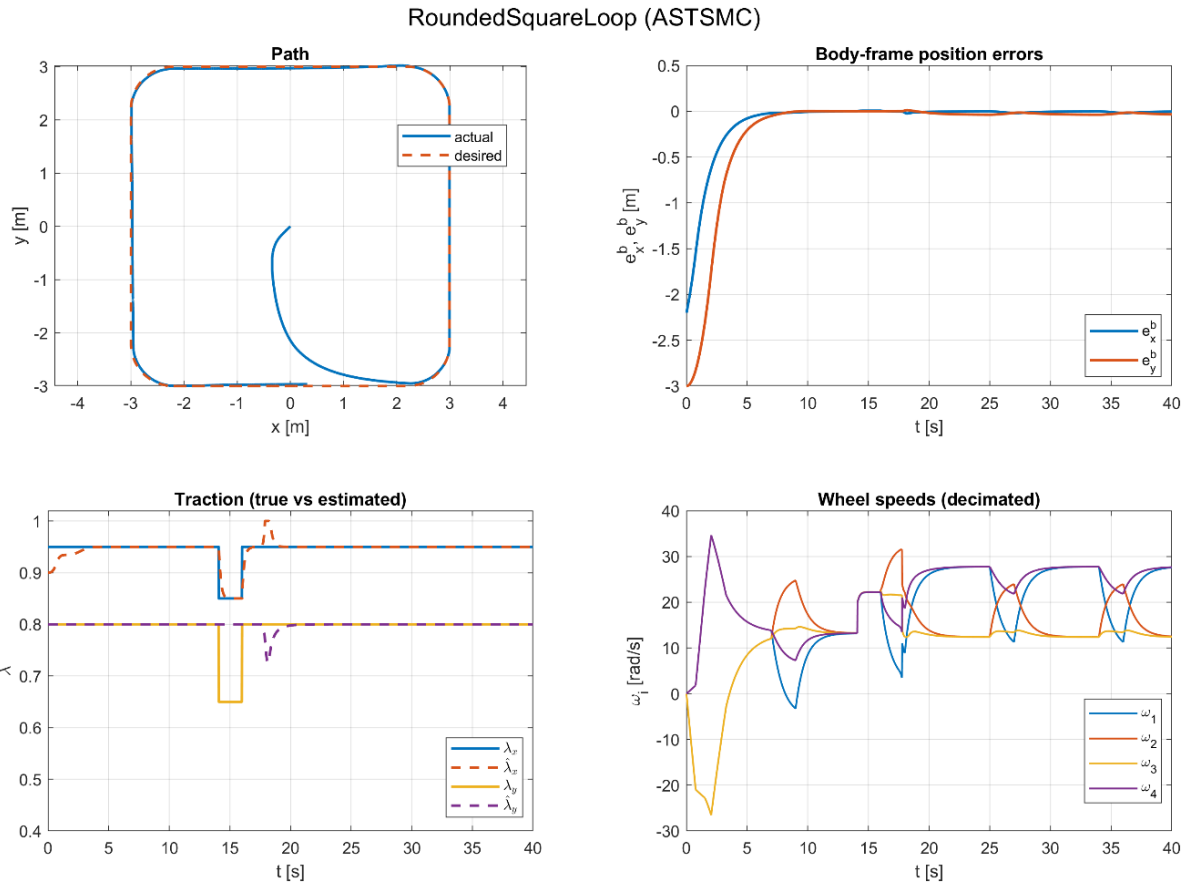 RoundedSquareLoop (ASTSMC)
Path
3
2
1
0
-1
-2
-3
-4
-3
-2
-1
0
1
2
3
4
y [m]
x [m]
actual
desired
Body-frame position errors
0.5
0
-0.5
-1
-1.5
-2
-2.5
-3
0
5
10
15
20
25
30
35
40
e_x^b, e_y^b [m]
t [s]
e_x^b
e_y^b
Traction (true vs estimated)
1
0.9
0.8
0.7
0.6
0.5
0.4
0
5
10
15
20
25
30
35
40
λ
t [s]
λ_x
λ̂_x
λ_y
λ̂_y
Wheel speeds (decimated)
40
30
20
10
0
-10
-20
-30
0
5
10
15
20
25
30
35
40
ω_i [rad/s]
t [s]
ω_1
ω_2
ω_3
ω_4